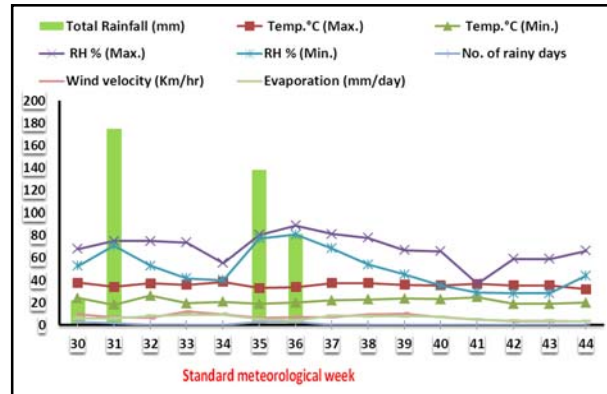 Total Rainfall (mm) Temp.°C (Max.) Temp.°C (Min.)
RH % (Max.) RH % (Min.) No. of rainy days
Wind velocity (Km/hr) Evaporation (mm/day)
200
180
160
140
120
100
80
60
40
20
0
30 31 32 33 34 35 36 37 38 39 40 41 42 43 44
Standard meteorological week